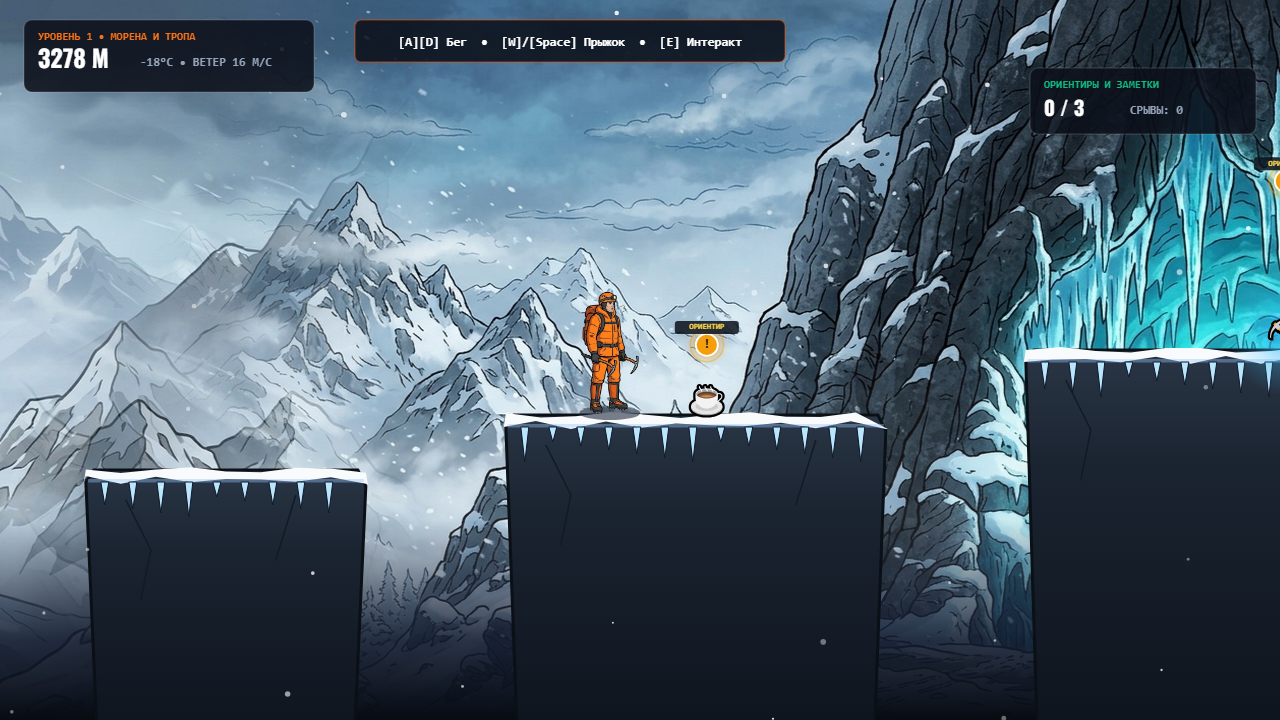 УРОВЕНЬ 1 • МОРЕНА И ТРОПА
3278 М
-18°C • ВЕТЕР 16 М/С
[A][D] Бег • [W]/[Space] Прыжок • [E] Интеракт
ОРИЕНТИРЫ И ЗАМЕТКИ
0 / 3
СРЫВЫ: 0
ОРИЕНТИР
!